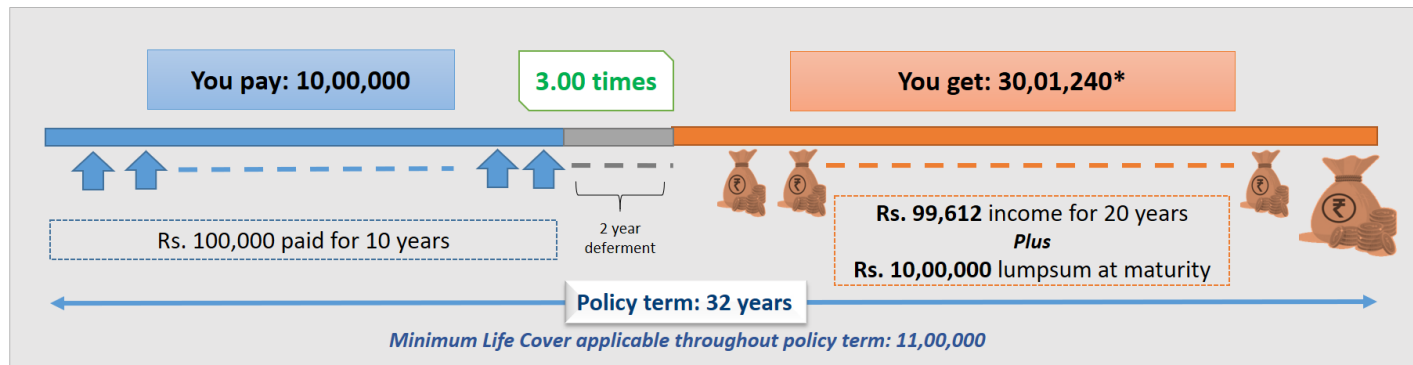 You pay: 10,00,000
3.00 times
You get: 30,01,240*
Rs. 100,000 paid for 10 years
2 year
deferment
₹
₹
₹
₹
Rs. 99,612 income for 20 years
Plus
Rs. 10,00,000 lumpsum at maturity
Policy term: 32 years
Minimum Life Cover applicable throughout policy term: 11,00,000